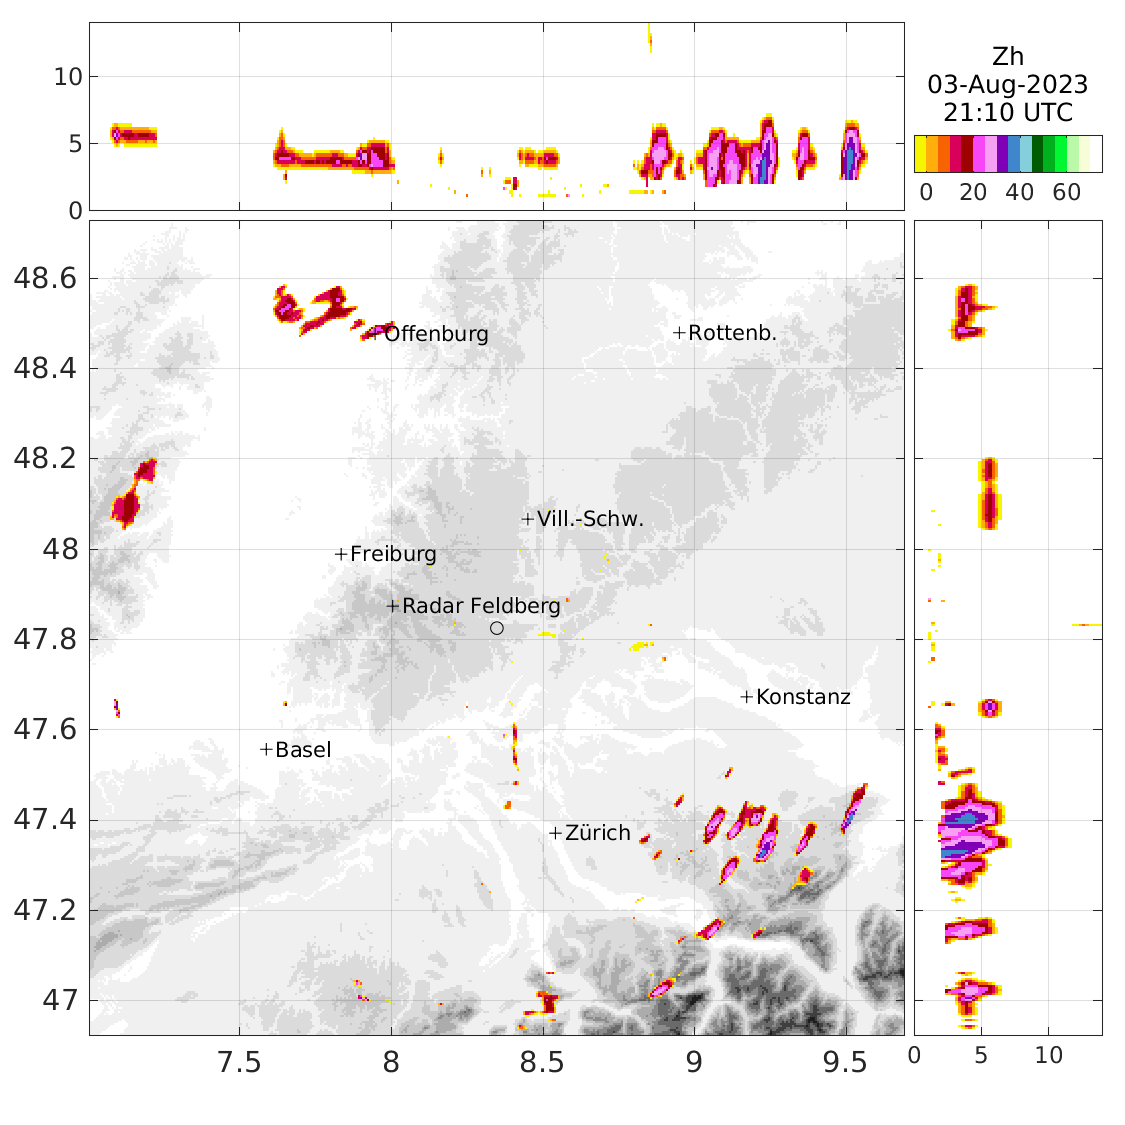 10
5
0
Zh
03-Aug-2023
21:10 UTC
0 20 40 60
48.6
48.4
48.2
48
47.8
47.6
47.4
47.2
47
+Offenburg
+Rottenb.
+Vill.-Schw.
+Freiburg
+Radar Feldberg
+Konstanz
+Basel
+Zürich
7.5 8 8.5 9 9.5
0 5 10